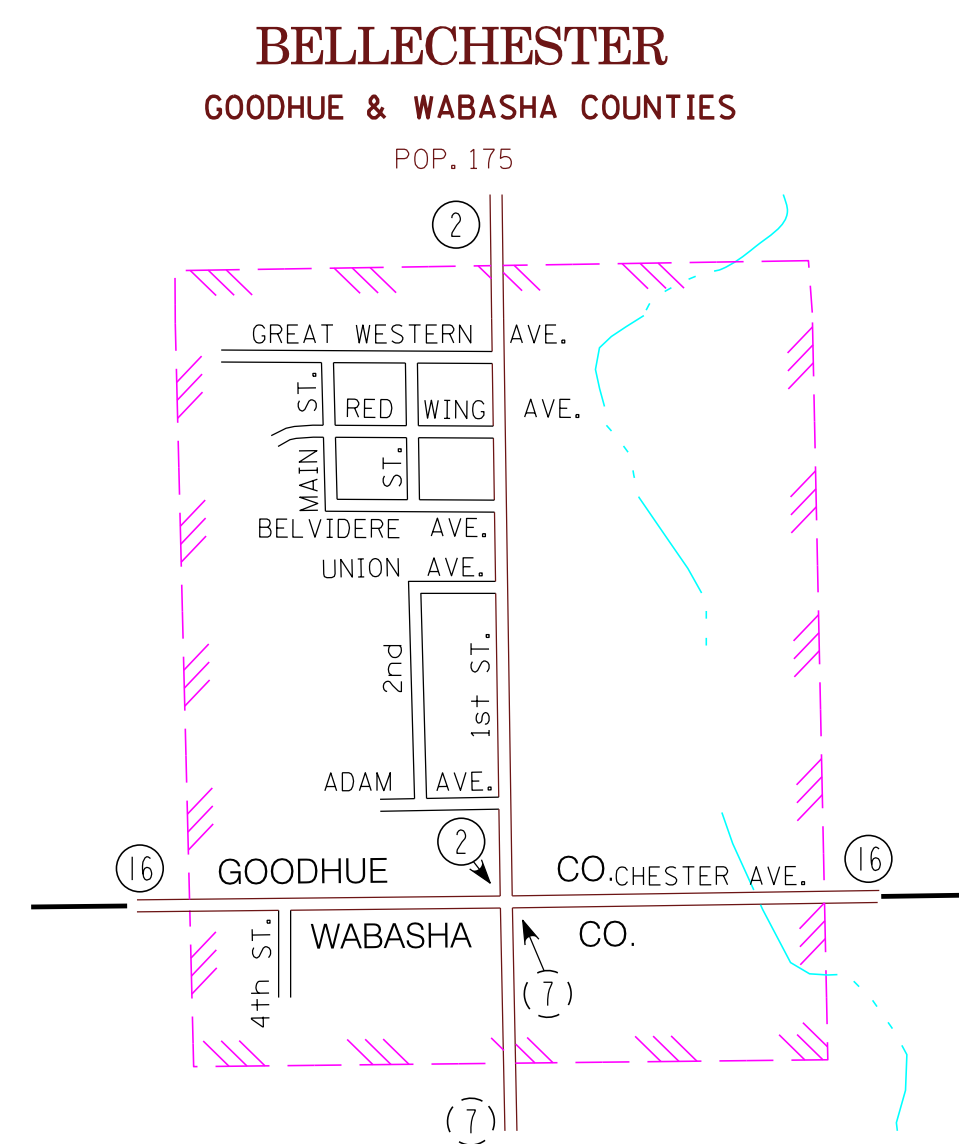 BELLECHESTER
GOODHUE & WABASHA COUNTIES
POP. 175
2
GREAT WESTERN AVE.
MAIN ST.
RED WING AVE.
ST.
BELVIDERE AVE.
UNION AVE.
2nd
1st ST.
ADAM AVE.
2
16
GOODHUE CO.
CHESTER AVE.
16
4th ST.
WABASHA CO.
7
7